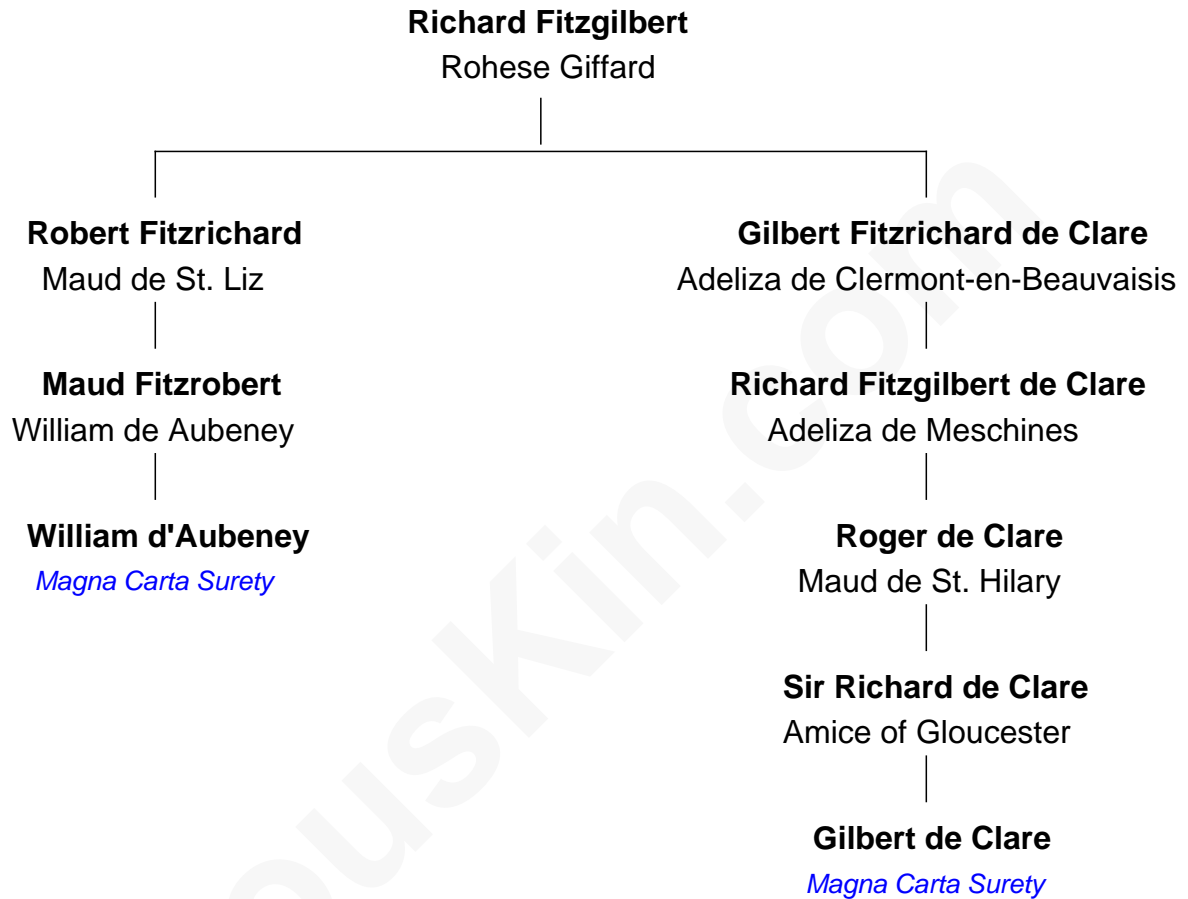 Richard Fitzgilbert
Rohese Giffard
Robert Fitzrichard
Maud de St. Liz
Gilbert Fitzrichard de Clare
Adeliza de Clermont-en-Beauvaisis
Maud Fitzrobert
William de Aubeney
Richard Fitzgilbert de Clare
Adeliza de Meschines
William d'Aubeney
Magna Carta Surety
Roger de Clare
Maud de St. Hilary
Sir Richard de Clare
Amice of Gloucester
Gilbert de Clare
Magna Carta Surety
ousKin.com